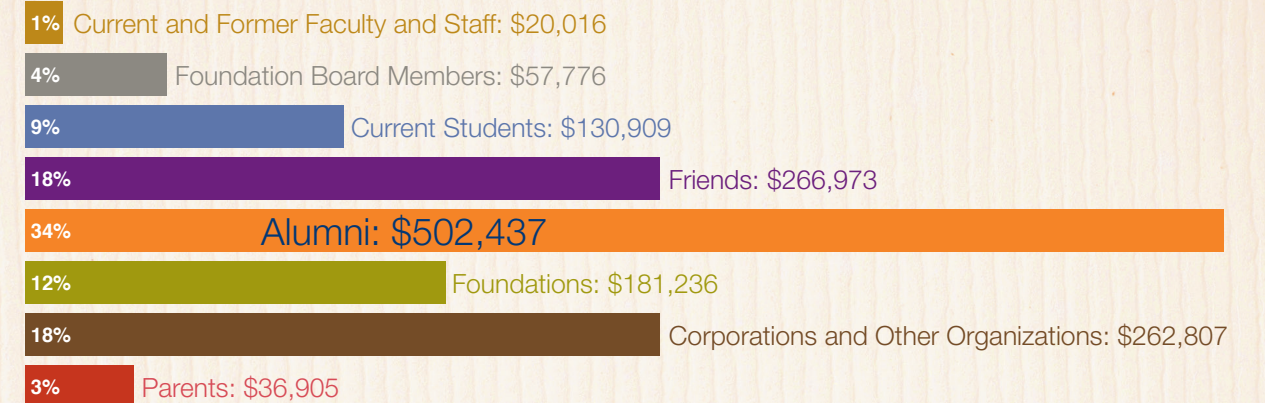 1% Current and Former Faculty and Staff: $20,016
4% Foundation Board Members: $57,776
9% Current Students: $130,909
18% Friends: $266,973
34% Alumni: $502,437
12% Foundations: $181,236
18% Corporations and Other Organizations: $262,807
3% Parents: $36,905